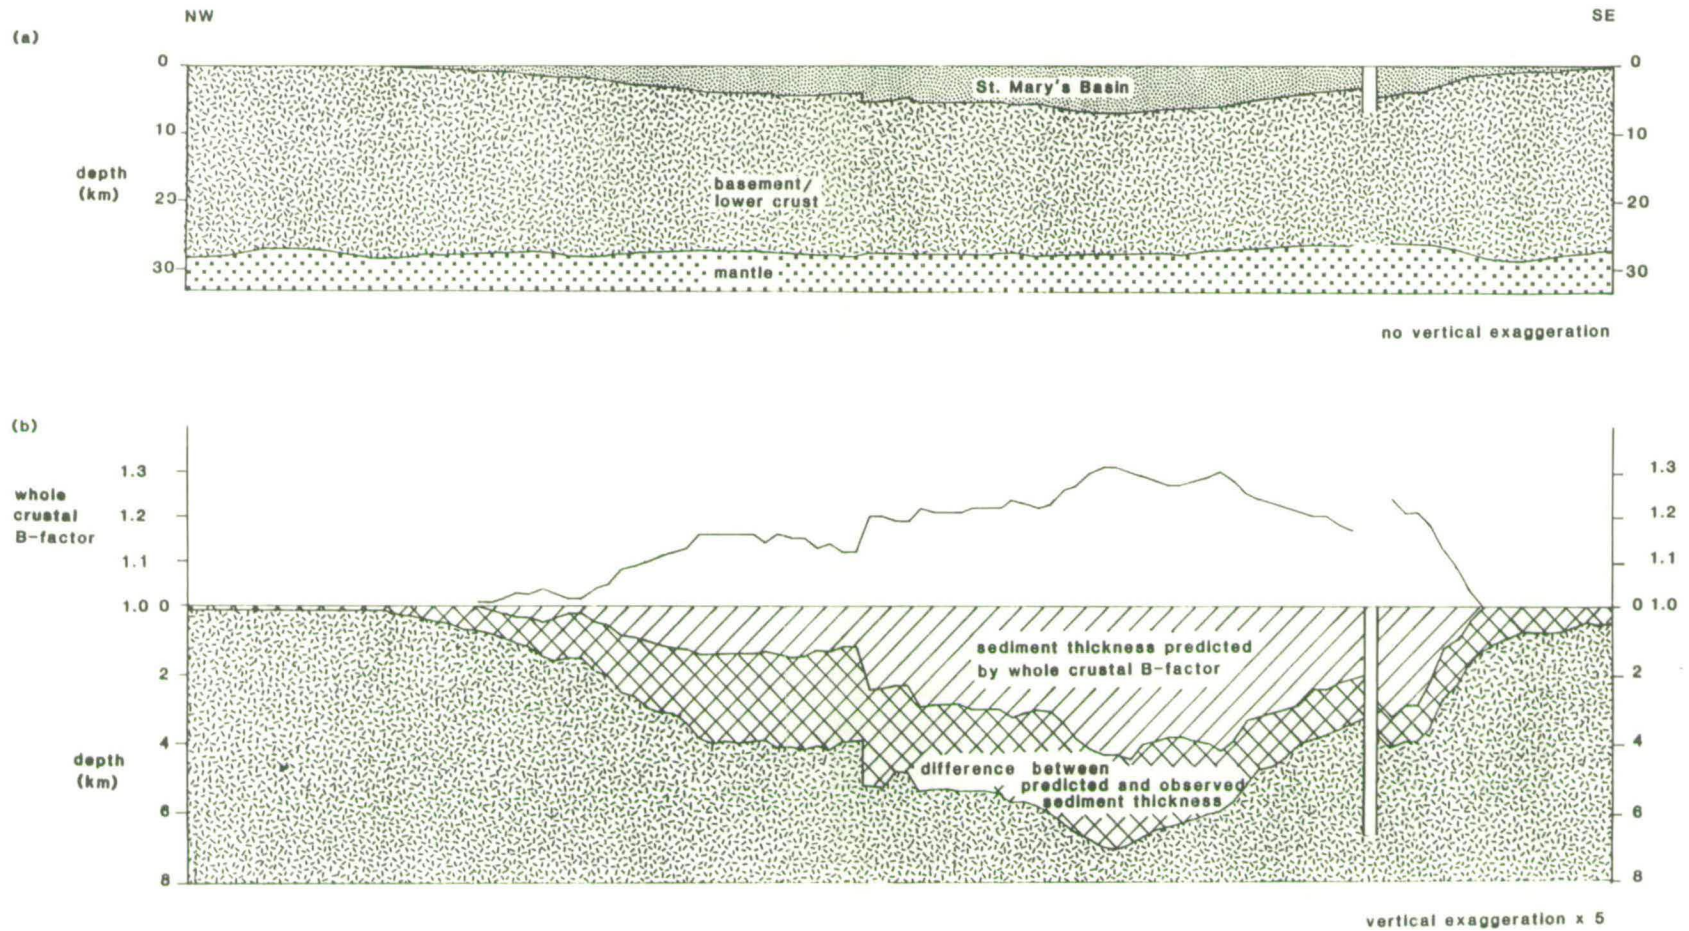 NW
SE
(a)
0
0
St. Mary's Basin
10
10
depth
(km)
basement/
lower crust
20
20
30
mantle
30
no vertical exaggeration
(b)
1.3
1.3
whole
crustal
B-factor
1.2
1.2
1.1
1.1
1.0 0
0 1.0
sediment thickness predicted
by whole crustal B-factor
2
2
4
4
depth
(km)
difference between
predicted and observed
sediment thickness
6
6
8
8
vertical exaggeration x 5